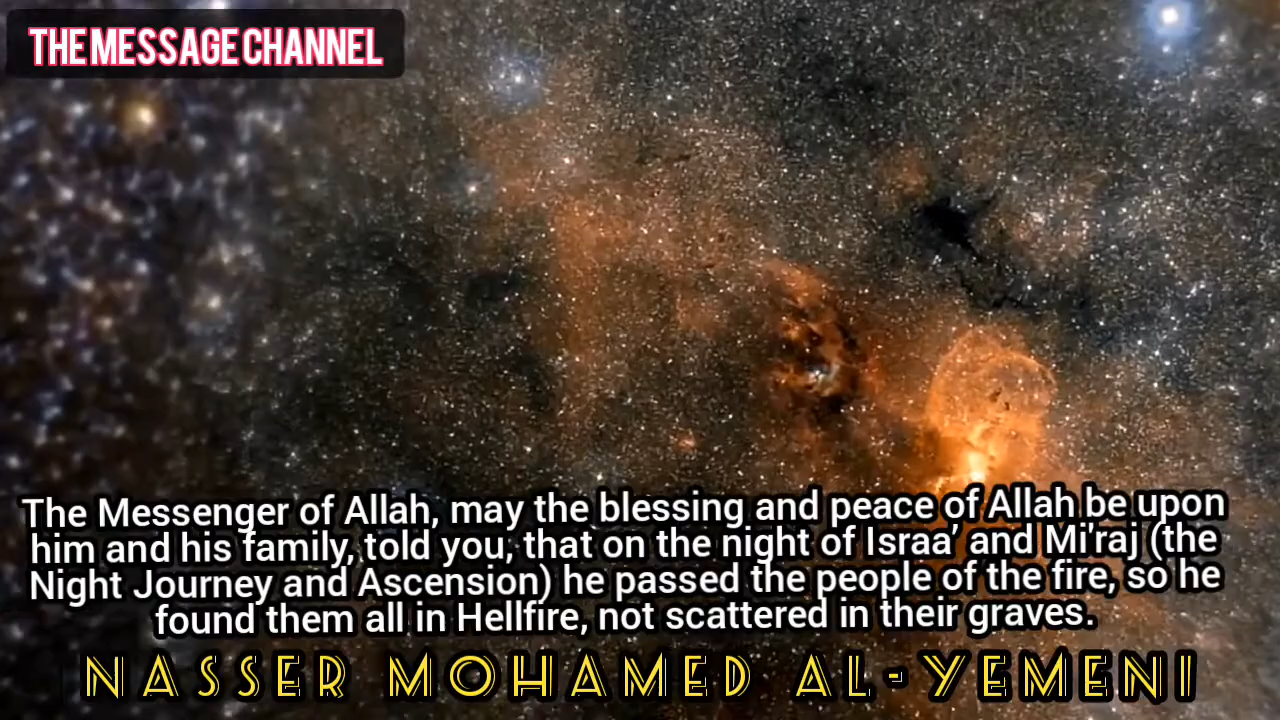 THE MESSAGE CHANNEL
The Messenger of Allah, may the blessing and peace of Allah be upon
him and his family, told you, that on the night of Israa’ and Mi'raj (the
Night Journey and Ascension) he passed the people of the fire, so he
found them all in Hellfire, not scattered in their graves.
NASSER MOHAMED AL-YEMENI